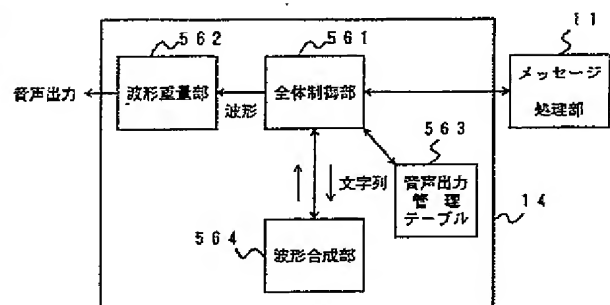 562
561
11
音声出力
波形重量部
波形
全体制御部
メッセージ
処理部
563
文字列
音声出力
管 理
テーブル
14
564
波形合成部